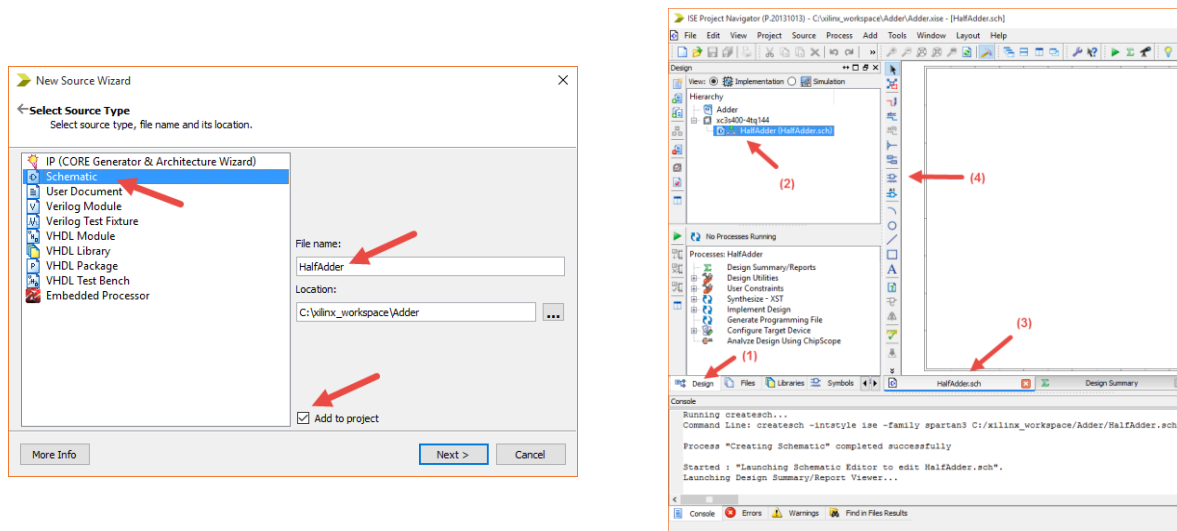 New Source Wizard
Select Source Type
Select source type, file name and its location.
IP (CORE Generator & Architecture Wizard)
Schematic
User Document
Verilog Module
Verilog Test Fixture
VHDL Module
VHDL Library
VHDL Package
VHDL Test Bench
Embedded Processor
File name:
HalfAdder
Location:
C:\xilinx_workspace\Adder
...
Add to project
More Info
Next >
Cancel
ISE Project Navigator (P.20131013) - C:\xilinx_workspace\Adder\Adder.xise - [HalfAdder.sch]
File Edit View Project Source Process Add Tools Window Layout Help
Design
View: Implementation Simulation
Hierarchy
Adder
xc3s400-4tq144
HalfAdder (HalfAdder.sch)
(2)
(4)
No Processes Running
Processes: HalfAdder
Design Summary/Reports
Design Utilities
User Constraints
Synthesize - XST
Implement Design
Generate Programming File
Configure Target Device
Analyze Design Using ChipScope
(1)
(3)
Design Files Libraries Symbols
HalfAdder.sch Design Summary
Console
Running createsch...
Command Line: createsch -intstyle ise -family spartan3 C:/xilinx_workspace/Adder/HalfAdder.sch
Process "Creating Schematic" completed successfully
Started : "Launching Schematic Editor to edit HalfAdder.sch".
Launching Design Summary/Report Viewer...
Console Errors Warnings Find in Files Results